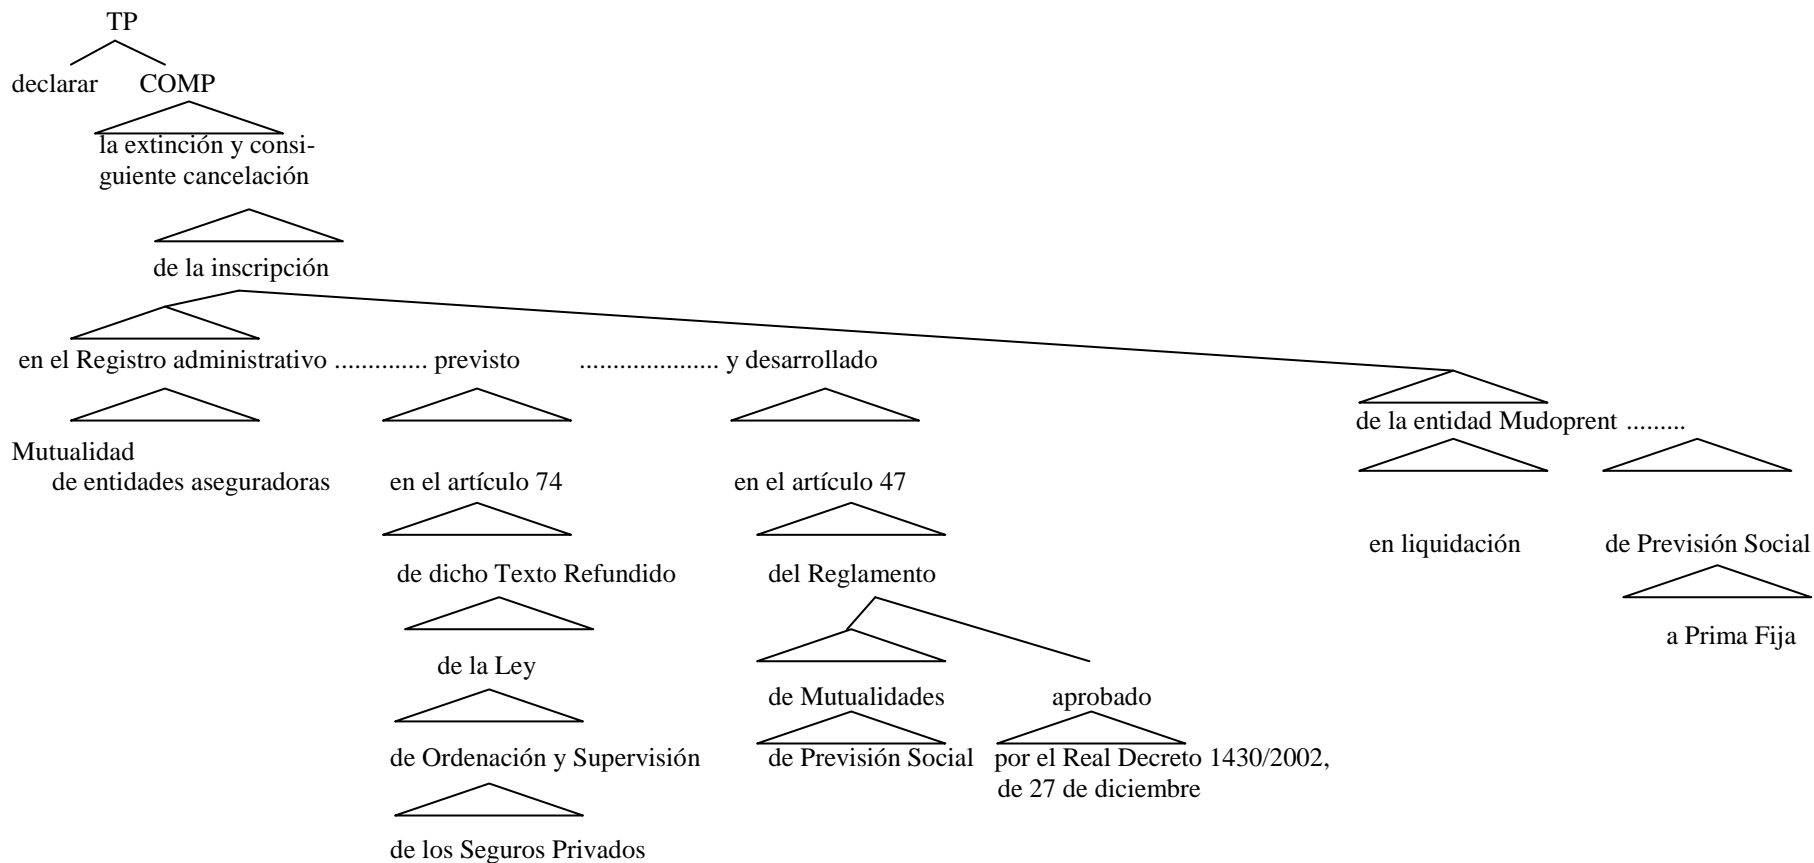 TP
declarar COMP
la extinción y consi-
guiente cancelación
de la inscripción
en el Registro administrativo ............. previsto ..................... y desarrollado
de la entidad Mudoprent .........
Mutualidad
de entidades aseguradoras en el artículo 74 en el artículo 47
en liquidación de Previsión Social
de dicho Texto Refundido del Reglamento
a Prima Fija
de la Ley
de Mutualidades aprobado
de Ordenación y Supervisión de Previsión Social por el Real Decreto 1430/2002,
de 27 de diciembre
de los Seguros Privados